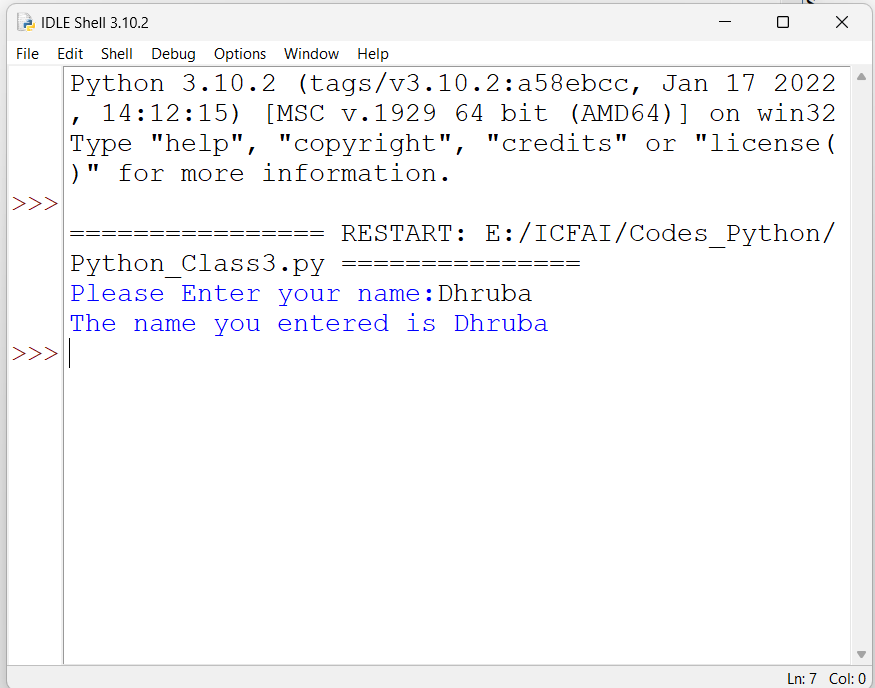 IDLE Shell 3.10.2
File Edit Shell Debug Options Window Help
Python 3.10.2 (tags/v3.10.2:a58ebcc, Jan 17 2022
, 14:12:15) [MSC v.1929 64 bit (AMD64)] on win32
Type "help", "copyright", "credits" or "license(
)" for more information.
>>>
================ RESTART: E:/ICFAI/Codes_Python/
Python_Class3.py ===============
Please Enter your name:Dhruba
The name you entered is Dhruba
>>>
Ln: 7 Col: 0